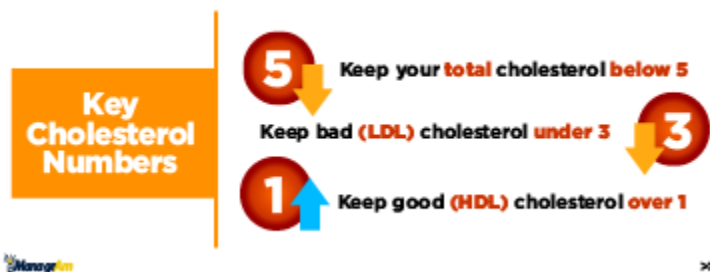 Key
Cholesterol
Numbers
5
Keep your total cholesterol below 5
Keep bad (LDL) cholesterol under 3
3
1
Keep good (HDL) cholesterol over 1
ManageAm